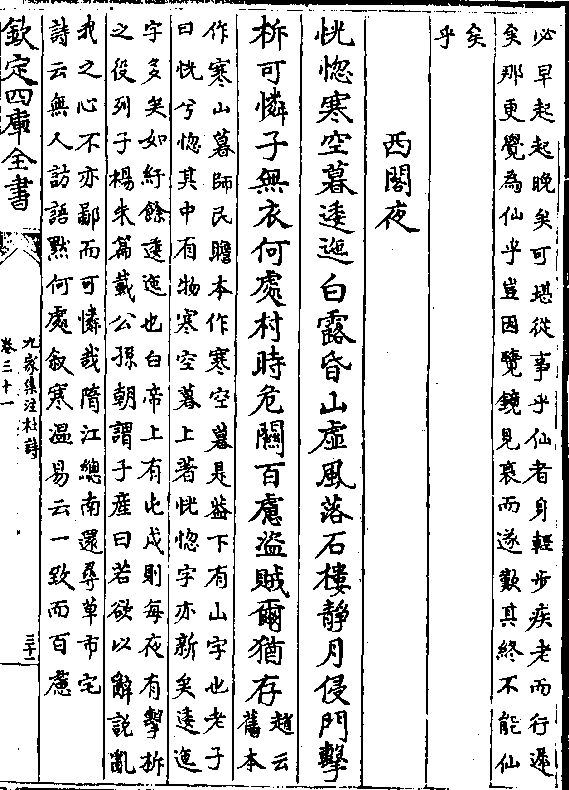 必早起起晚矣可堪從事乎仙者身輕步疾老而行遲
矣那更覺為仙乎豈因覽鏡見衰而遂歎其終不能仙
矣
乎
西閣夜
恍惚寒空暮逶迤白露昏山虛風落石樓靜月侵門擊
柝可憐子無衣何處村時危關百慮盜賊爾猶存
趙云
舊本
作寒山暮師民瞻本作寒空暮是葢下有山字也老子
曰恍兮惚其中有物寒空暮上著恍惚字亦新矣逶迤
字多矣如紆餘逶迤也白帝上有此戍則每夜有擊柝
之役列子楊朱篇載公孫朝謂子產曰若欲以辭說亂
我之心不亦鄙而可憐哉隋江總南還尋草市宅
詩云無人訪語默何處叙寒温易云一致而百慮
欽定四庫全書
九家集注杜詩
卷三十一
三十二